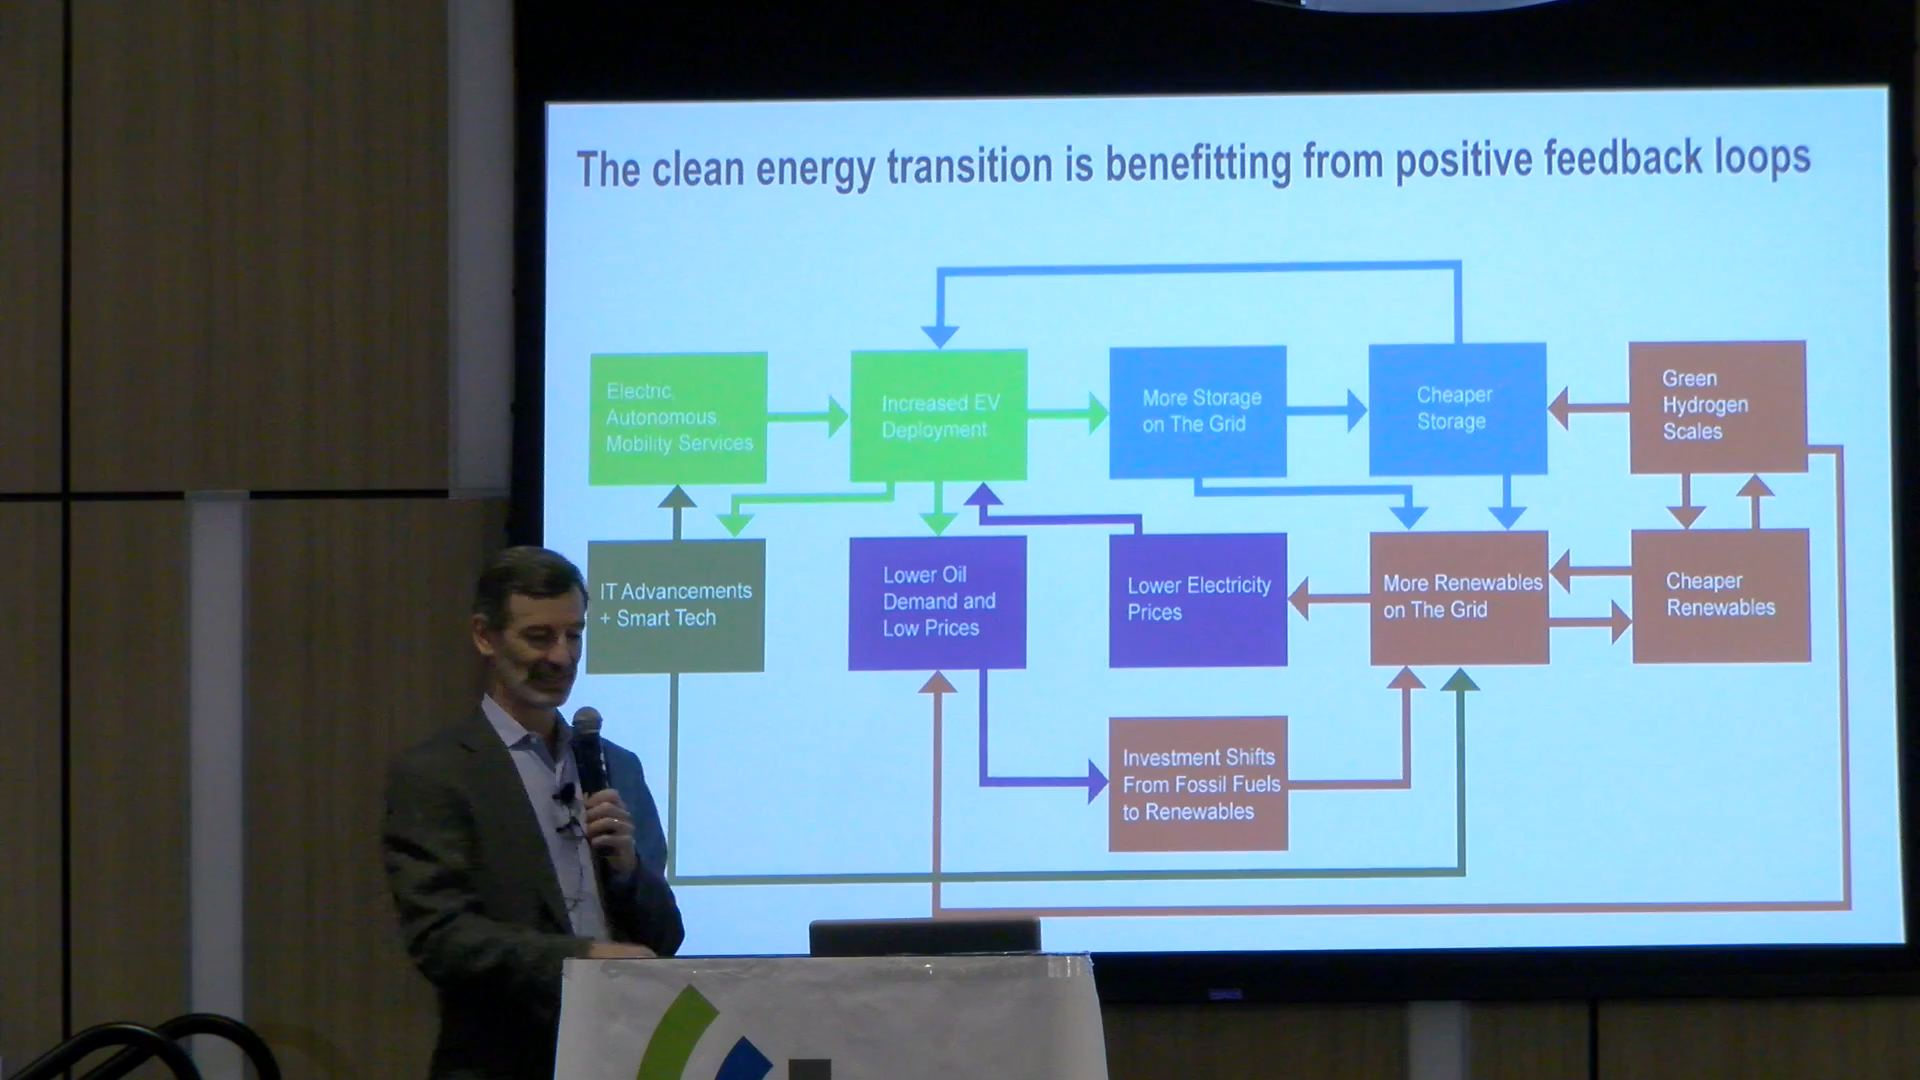 The clean energy transition is benefitting from positive feedback loops
Electric,
Autonomous,
Mobility Services
Increased EV
Deployment
More Storage
on The Grid
Cheaper
Storage
Green
Hydrogen
Scales
IT Advancements
+ Smart Tech
Lower Oil
Demand and
Low Prices
Lower Electricity
Prices
More Renewables
on The Grid
Cheaper
Renewables
Investment Shifts
From Fossil Fuels
to Renewables